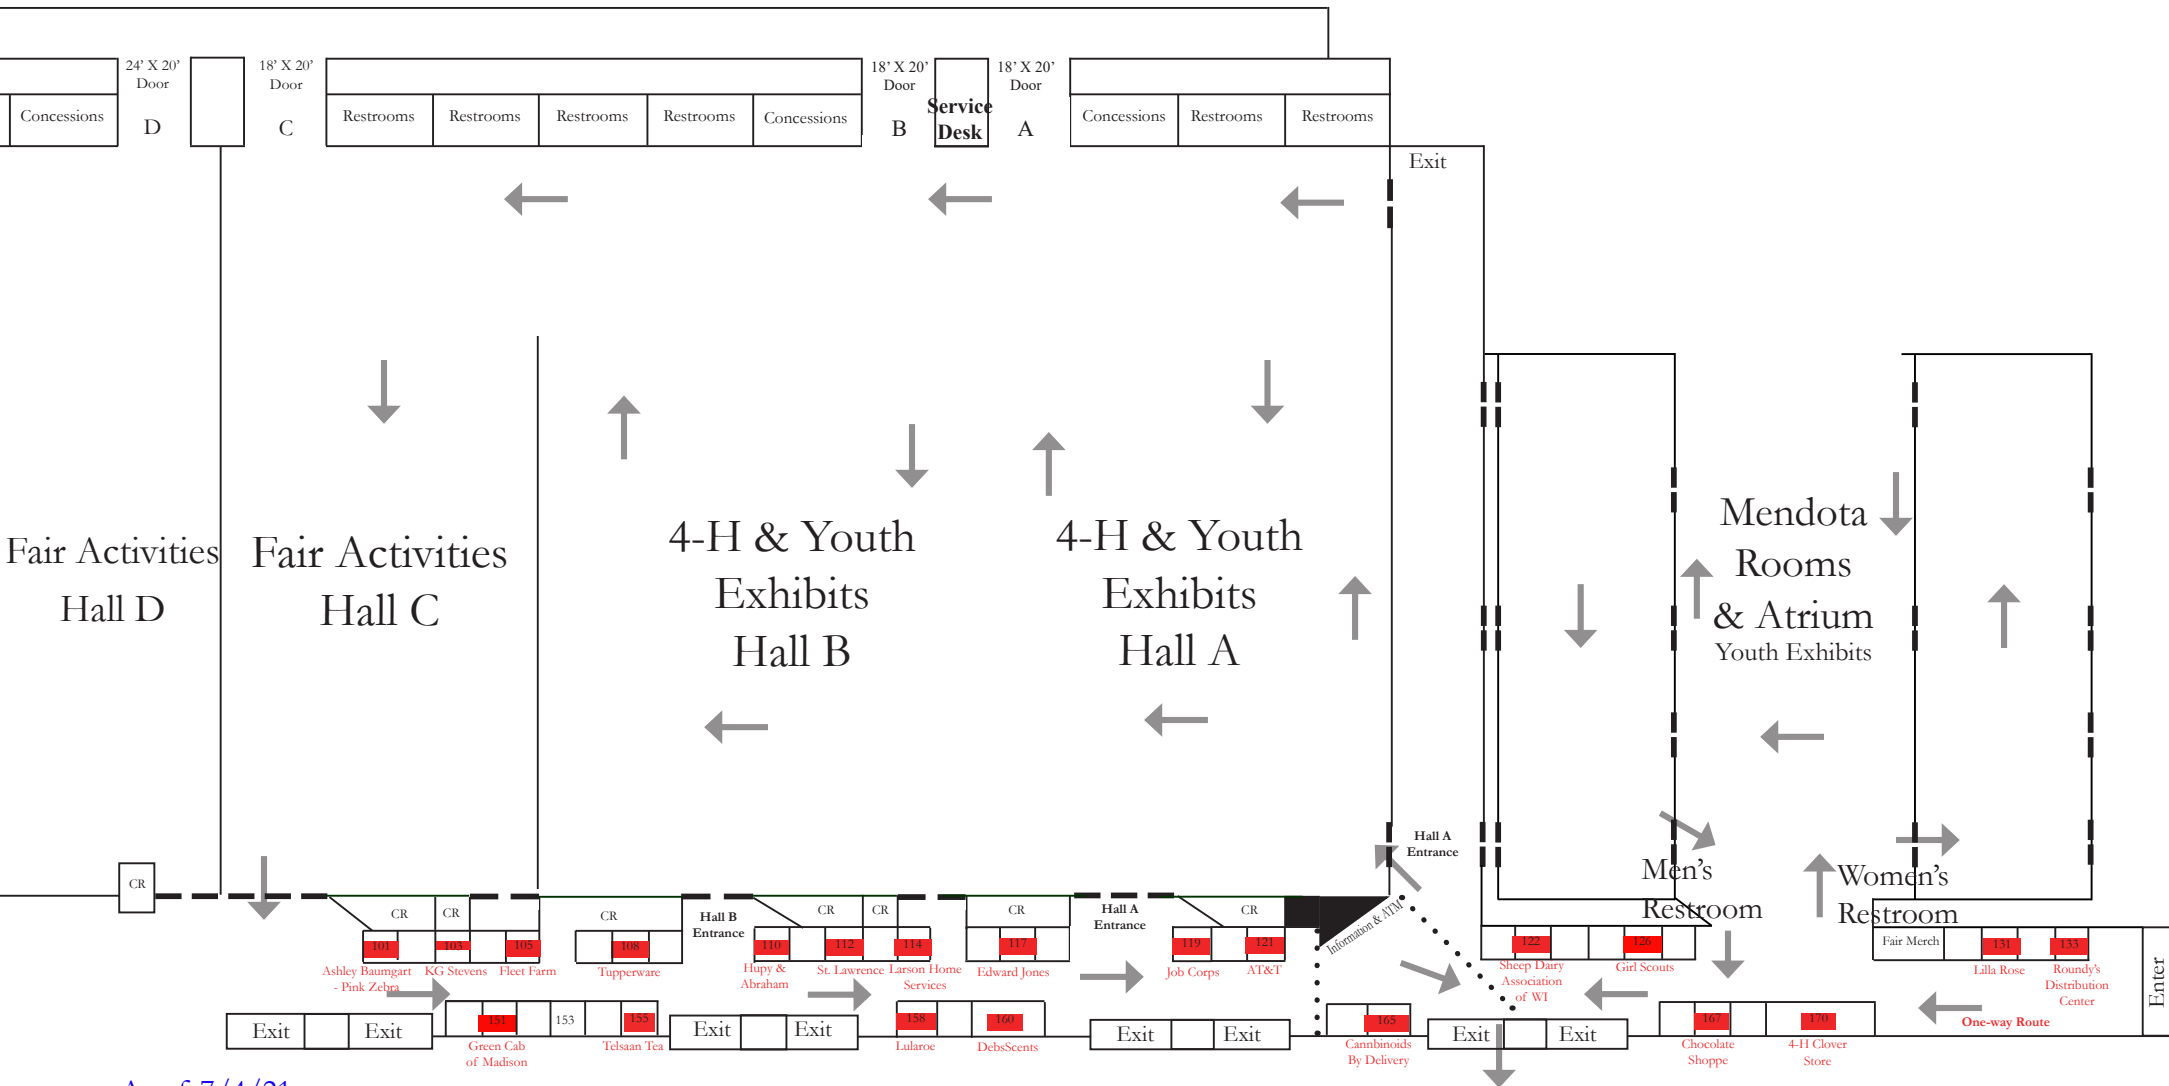 24' X 20'
Door
D
18' X 20'
Door
C
18' X 20'
Door
B
Service
Desk
18' X 20'
Door
A
Concessions
Restrooms
Restrooms
Restrooms
Restrooms
Concessions
Concessions
Restrooms
Restrooms
Exit
Fair Activities
Hall D
Fair Activities
Hall C
4-H & Youth
Exhibits
Hall B
4-H & Youth
Exhibits
Hall A
Mendota
Rooms
& Atrium
Youth Exhibits
Hall A
Entrance
Men's
Restroom
Women's
Restroom
CR
CR
CR
CR
Hall B
Entrance
CR
CR
CR
Hall A
Entrance
CR
Information & ATM
101
103
105
108
110
112
114
117
119
121
122
126
Fair Merch
131
133
Ashley Baumgart
- Pink Zebra
KG Stevens
Fleet Farm
Tupperware
Hupy &
Abraham
St. Lawrence
Larson Home
Services
Edward Jones
Job Corps
AT&T
Sheep Dairy
Association
of WI
Girl Scouts
Lilla Rose
Roundy's
Distribution
Center
Enter
Exit
Exit
151
153
155
Exit
Exit
158
160
Exit
Exit
165
Exit
Exit
167
170
One-way Route
Green Cab
of Madison
Telsaan Tea
Lularoe
DebsScents
Cannbinoids
By Delivery
Chocolate
Shoppe
4-H Clover
Store
As of 7/4/21